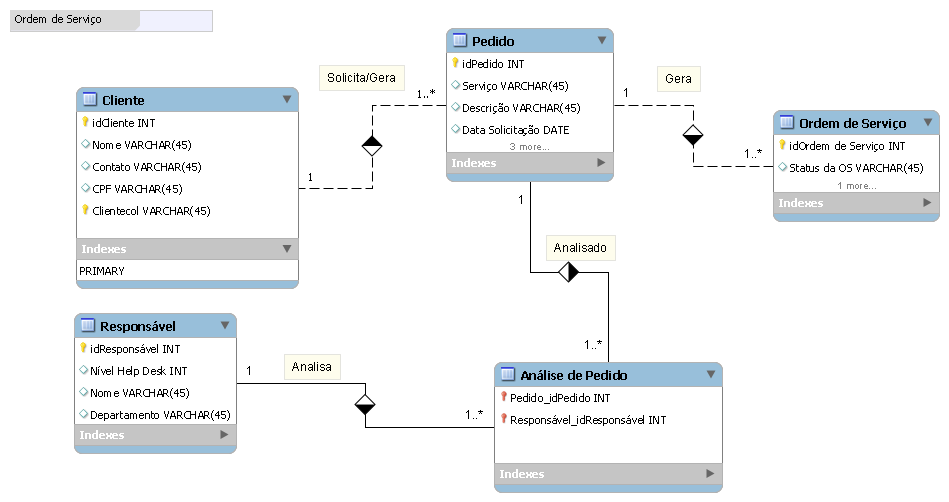 Ordem de Serviço
Pedido
idPedido INT
Serviço VARCHAR(45)
Descrição VARCHAR(45)
Data Solicitação DATE
3 more...
Indexes
Solicita/Gera
1..*
1
Gera
1
1..*
Cliente
idCliente INT
Nome VARCHAR(45)
Contato VARCHAR(45)
CPF VARCHAR(45)
Clientecol VARCHAR(45)
Indexes
PRIMARY
Ordem de Serviço
idOrdem de Serviço INT
Status da OS VARCHAR(45)
1 more...
Indexes
1
Analisado
1..*
Responsável
idResponsável INT
Nível Help Desk INT
Nome VARCHAR(45)
Departamento VARCHAR(45)
Indexes
1
Analisa
1..*
Análise de Pedido
Pedido_idPedido INT
Responsável_idResponsável INT
Indexes